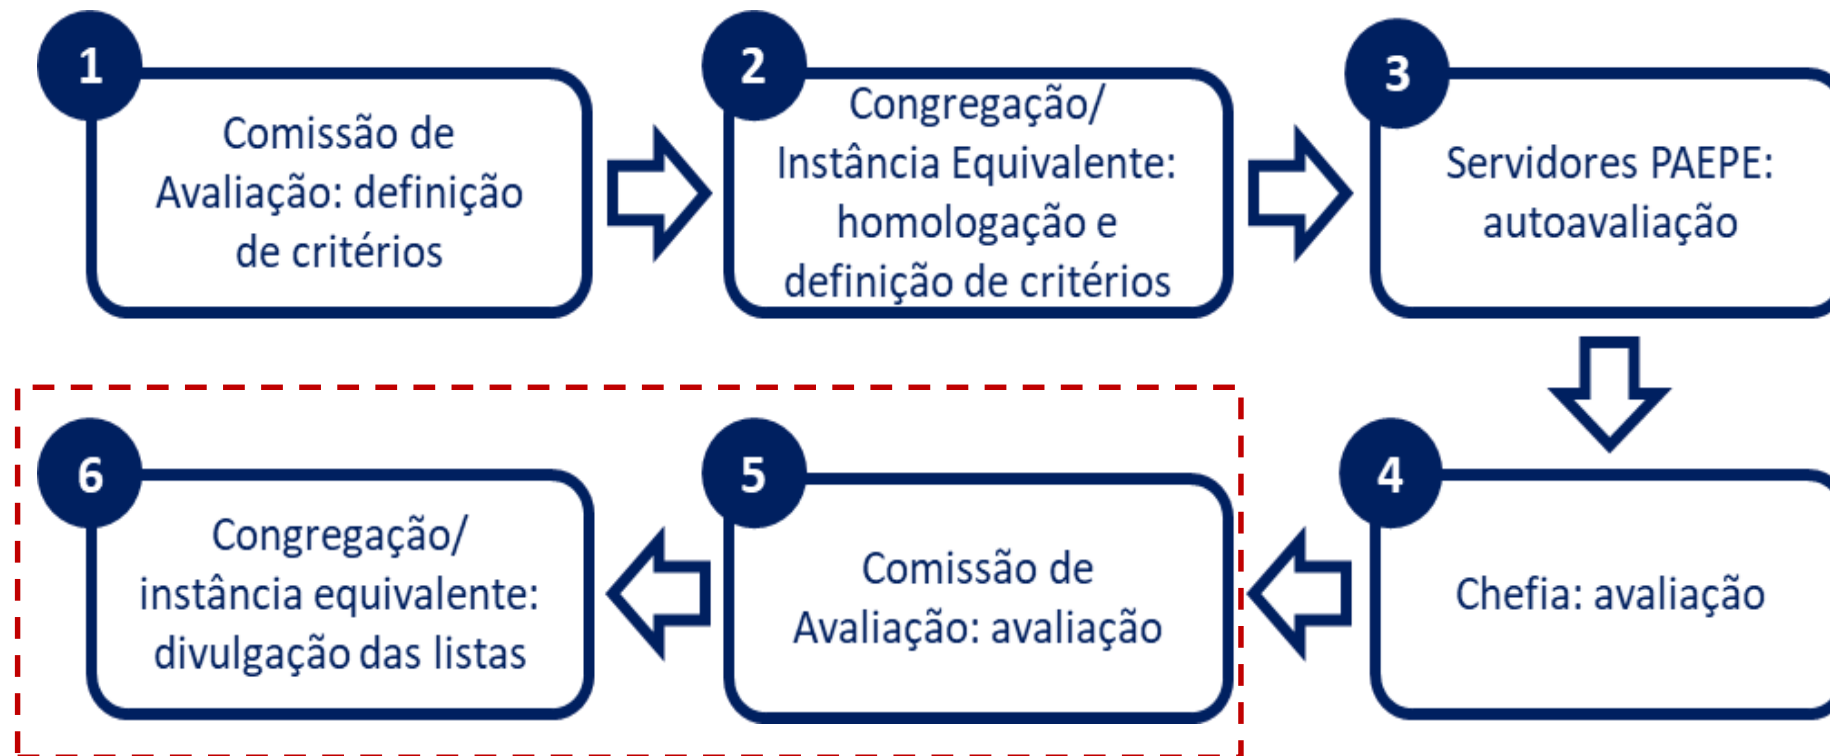 1
Comissão de
Avaliação: definição
de critérios
2
Congregação/
Instância Equivalente:
homologação e
definição de critérios
3
Servidores PAEPE:
autoavaliação
4
Chefia: avaliação
5
Comissão de
Avaliação: avaliação
6
Congregação/
instância equivalente:
divulgação das listas